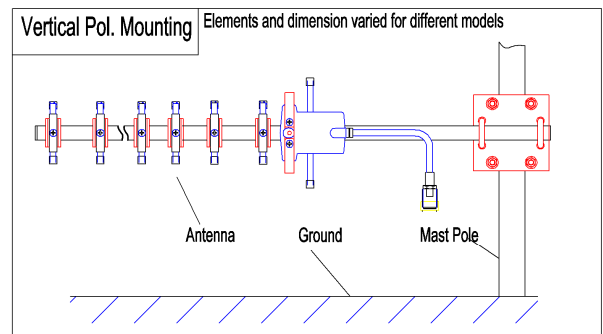 Vertical Pol. Mounting
Elements and dimension varied for different models
Antenna
Ground
Mast Pole